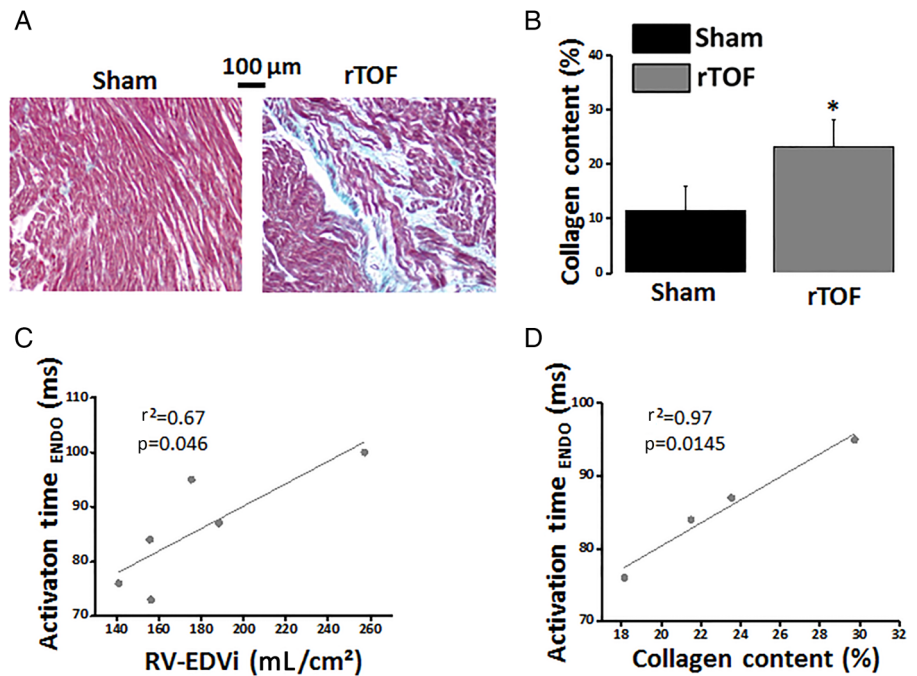 A
Sham
100 µm
rTOF
B
Collagen content (%)
40
30
20
10
0
Sham
rTOF
*
Sham
rTOF
C
Activaton time ENDO (ms)
110
100
90
80
70
r²=0.67
p=0.046
140 160 180 200 220 240 260
RV-EDVi (mL/cm²)
D
Activation time ENDO (ms)
100
90
80
70
r²=0.97
p=0.0145
18 20 22 24 26 28 30
Collagen content (%)